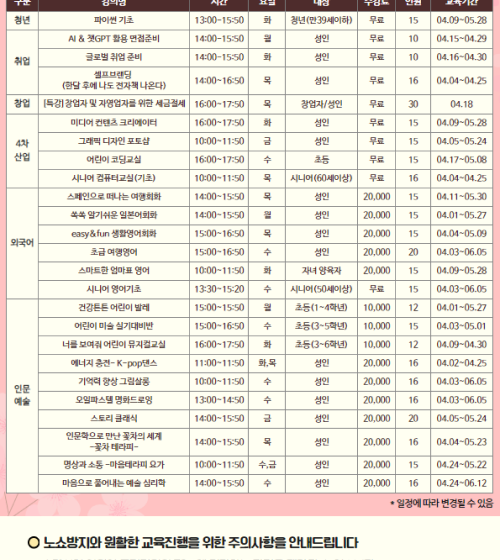 구분 강의명 시간 요일 대상 수강료 인원 교육기간
청년 파이썬 기초 13:00~15:50 화 청년(만39세이하) 무료 15 04.09~05.28
취업
AI & 챗GPT 활용 면접준비 14:00~15:50 월 성인 무료 10 04.15~04.29
글로벌 취업 준비 14:00~15:50 화 성인 무료 10 04.16~04.30
셀프브랜딩
(한달 후에 나도 전자책 나온다) 14:00~16:50 목 성인 무료 16 04.04~04.25
창업 [특강]창업자 및 자영업자를 위한 세금절세 16:00~17:50 목 창업자/성인 무료 30 04.18
4차
산업
미디어 컨텐츠 크리에이터 16:00~17:50 화 성인 무료 15 04.09~05.28
그래픽 디자인 포토샵 10:00~11:50 금 성인 무료 15 04.05~05.24
어린이 코딩교실 16:00~17:50 수 초등 무료 15 04.17~05.08
시니어 컴퓨터교실(기초) 10:00~11:50 목 시니어(60세이상) 무료 16 04.04~04.25
외국어
스페인으로 떠나는 여행회화 14:00~15:50 목 성인 20,000 15 04.11~05.30
쏙쏙 알기쉬운 일본어회화 14:00~15:50 월 성인 20,000 15 04.01~05.27
easy&fun 생활영어회화 15:00~16:50 목 성인 20,000 15 04.04~05.09
초급 여행영어 15:00~16:50 수 성인 20,000 20 04.03~06.05
스마트한 엄마표 영어 10:00~11:50 화 자녀 양육자 20,000 15 04.09~05.28
시니어 영어기초 13:30~15:20 수 시니어(50세이상) 무료 15 04.03~06.05
인문
예술
건강튼튼 어린이 발레 15:00~15:50 월 초등(1~4학년) 10,000 12 04.01~05.27
어린이 미술 실기대비반 15:00~16:50 수 초등(3~5학년) 10,000 15 04.03~05.01
너를 보여줘 어린이 뮤지컬교실 16:00~17:50 화 초등(3~6학년) 10,000 12 04.09~04.30
에너지 충전- K-pop댄스 11:00~11:50 화,목 성인 20,000 16 04.02~04.25
기억력 향상 그림살롱 10:00~11:50 수 성인 20,000 16 04.03~06.05
오일파스텔 명화드로잉 13:00~14:50 수 성인 20,000 16 04.03~06.05
스토리 클래식 14:00~15:50 금 성인 20,000 20 04.05~05.24
인문학으로 만난 꽃차의 세계
-꽃차 테라피- 14:00~15:50 목 성인 20,000 16 04.04~05.23
명상과 소통 -마음테라피 요가 10:00~11:50 수,금 성인 20,000 15 04.24~05.22
마음으로 풀어내는 예술 심리학 14:00~15:50 수 성인 20,000 16 04.24~06.12
* 일정에 따라 변경될 수 있음
노쇼방지와 원활한 교육진행을 위한 주의사항을 안내드립니다